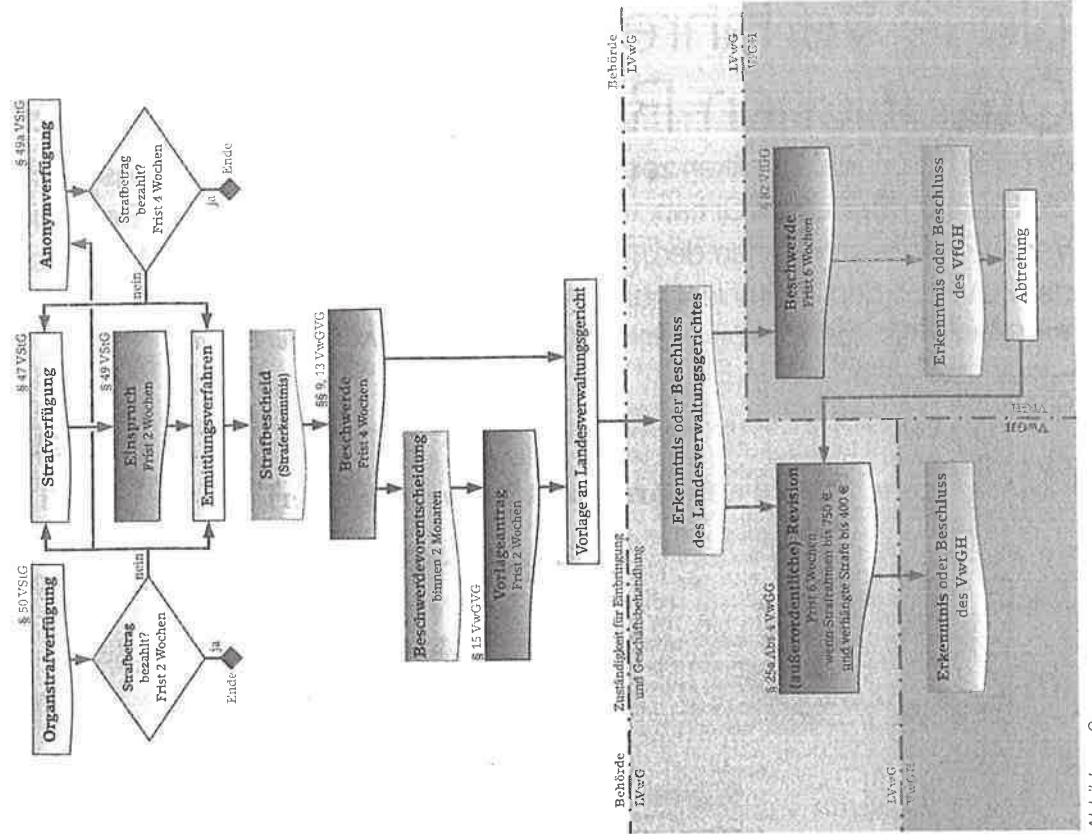 § 50 VStG
Organstrafverfügung
Strafbetrag
bezahlt?
Frist 2 Wochen
ja
Ende
nein
§ 47 VStG
Strafverfügung
§ 49 VStG
Einspruch
Frist 2 Wochen
Ermittlungsverfahren
§ 49a VStG
Anonymverfügung
Strafbetrag
bezahlt?
Frist 4 Wochen
ja
Ende
nein
Strafbescheid
(Straferkenntnis)
§§ 9, 13 VwGVG
Beschwerde
Frist 4 Wochen
Beschwerdevorentscheidung
binnen 2 Monaten
§ 15 VwGVG
Vorlageantrag
Frist 2 Wochen
Vorlage an Landesverwaltungsgericht
Behörde
LVwG
Zuständigkeit für Einbringung
und Geschäftsbehandlung
Behörde
LVwG
Erkenntnis oder Beschluss
des Landesverwaltungsgerichtes
LVwG
VfGH
§ 25a Abs 4 VwGG
(außerordentliche) Revision
Frist 6 Wochen
wenn Strafrahmen bis 750 €
und verhängte Strafe bis 400 €
§ 82 VfGG
Beschwerde
Frist 6 Wochen
LVwG
VwGH
VfGH
VwGH
Erkenntnis oder Beschluss
des VwGH
Erkenntnis oder Beschluss
des VfGH
Abtretung